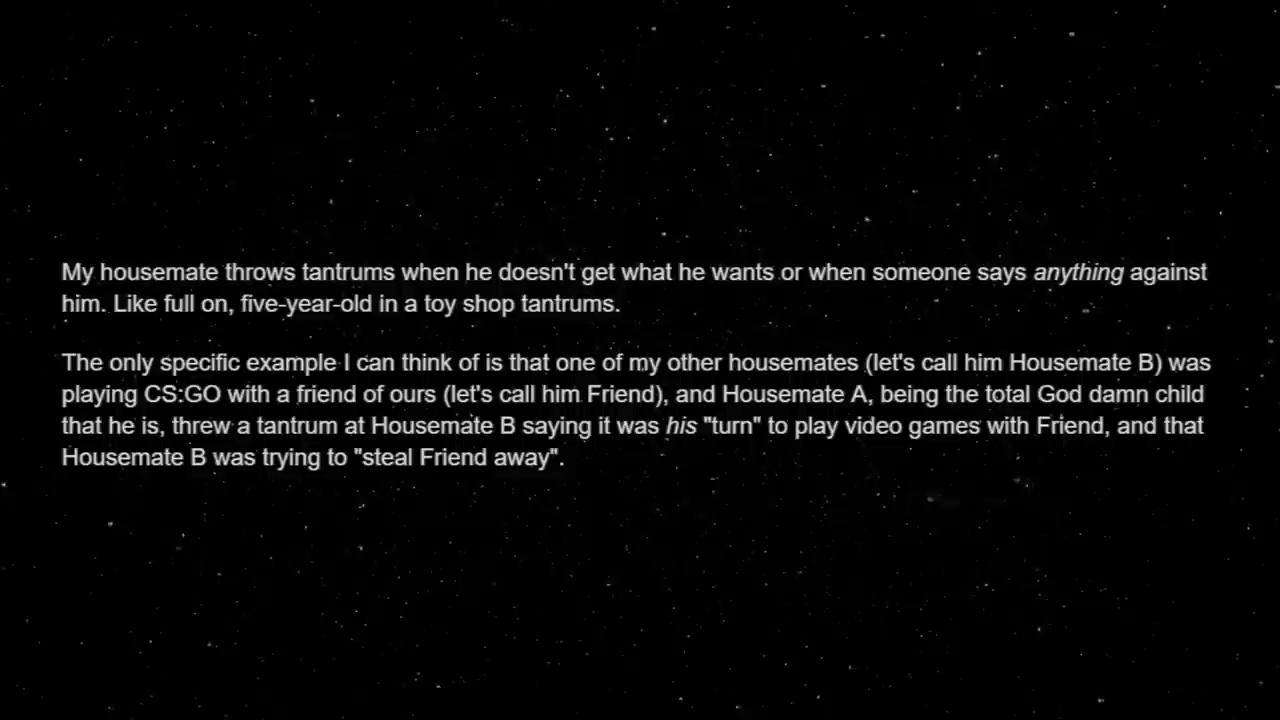 My housemate throws tantrums when he doesn't get what he wants or when someone says anything against
him. Like full on, five-year-old in a toy shop tantrums.
The only specific example I can think of is that one of my other housemates (let's call him Housemate B) was
playing CS:GO with a friend of ours (let's call him Friend), and Housemate A, being the total God damn child
that he is, threw a tantrum at Housemate B saying it was his "turn" to play video games with Friend, and that
Housemate B was trying to "steal Friend away".